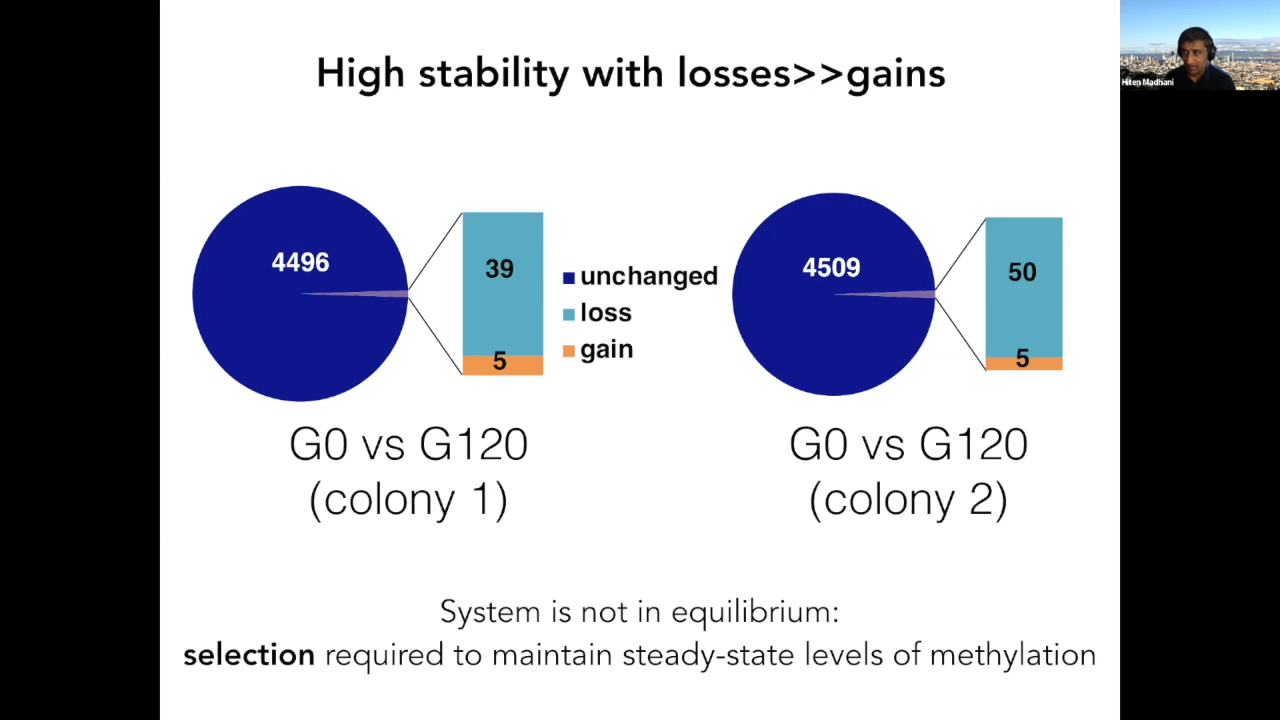 High stability with losses>>gains
Hiten Madhani
4496
39
5
unchanged
loss
gain
4509
50
5
G0 vs G120
(colony 1)
G0 vs G120
(colony 2)
System is not in equilibrium:
selection required to maintain steady-state levels of methylation